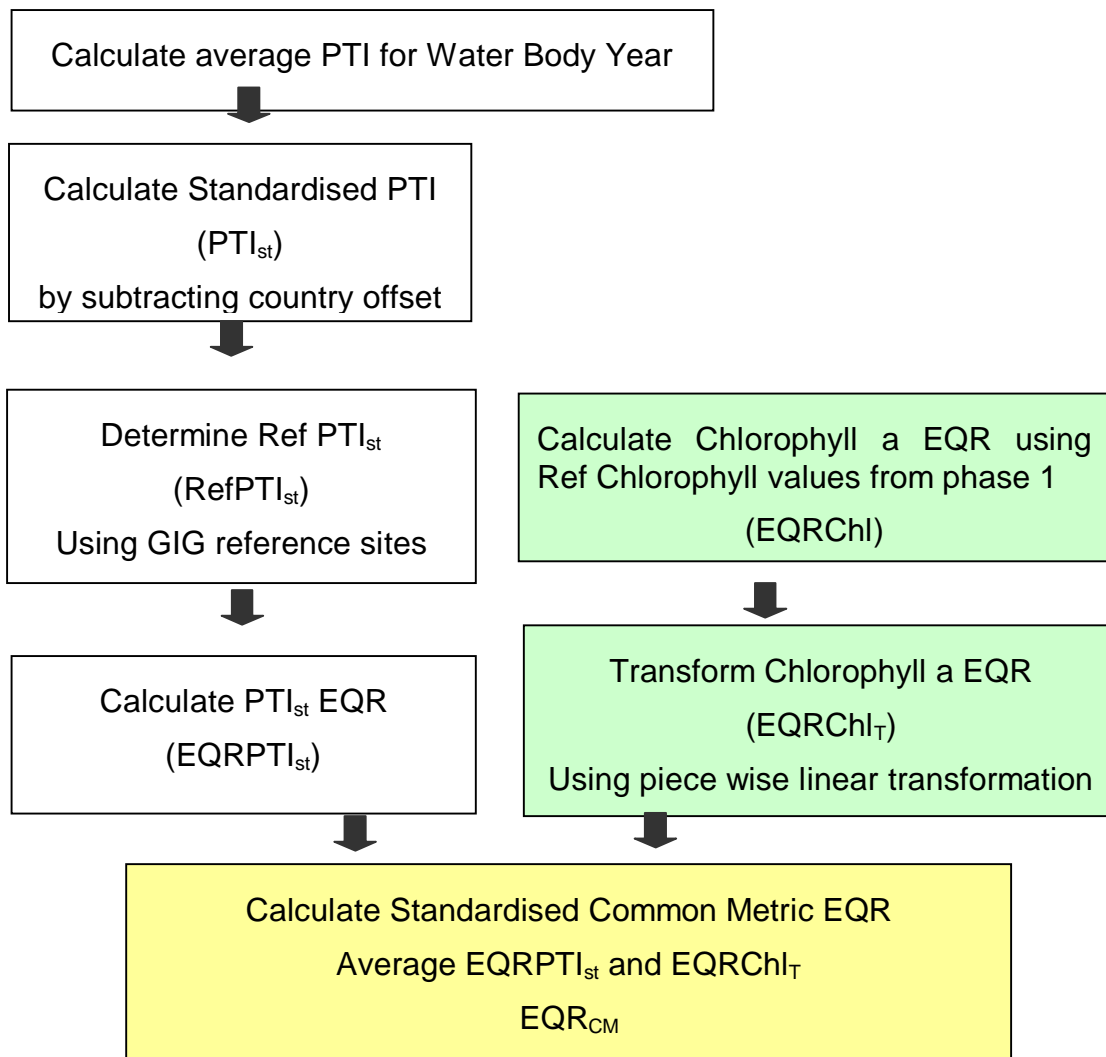 Calculate average PTI for Water Body Year
Calculate Standardised PTI
(PTIst)
by subtracting country offset
Determine Ref PTIst
(RefPTIst)
Using GIG reference sites
Calculate PTIst EQR
(EQRPTIst)
Calculate Chlorophyll a EQR using
Ref Chlorophyll values from phase 1
(EQRChl)
Transform Chlorophyll a EQR
(EQRChlT)
Using piece wise linear transformation
Calculate Standardised Common Metric EQR
Average EQRPTIst and EQRChlT
EQRCM